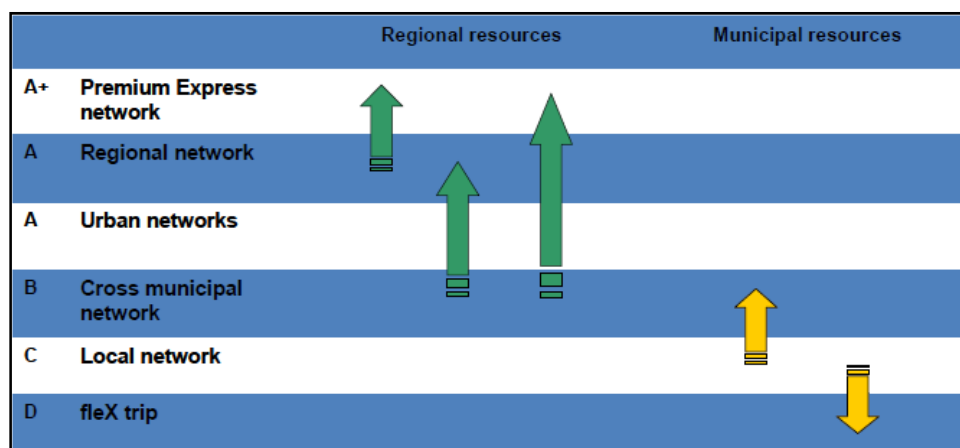 Regional resources Municipal resources
A+ Premium Express
network
A Regional network
A Urban networks
B Cross municipal
network
C Local network
D fleX trip